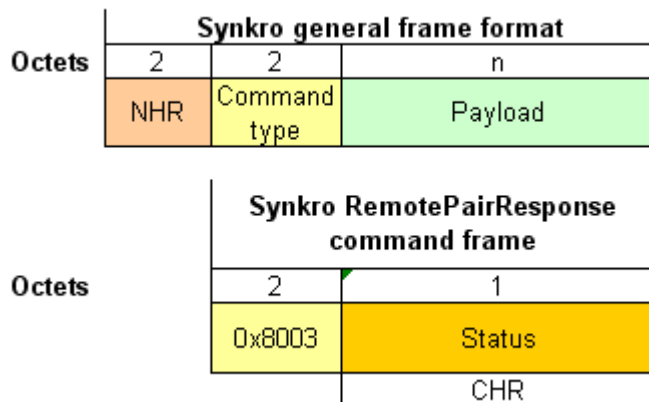 Synkro general frame format
Octets 2 2 n
NHR Command type Payload
Synkro RemotePairResponse
command frame
Octets 2 1
0x8003 Status
CHR